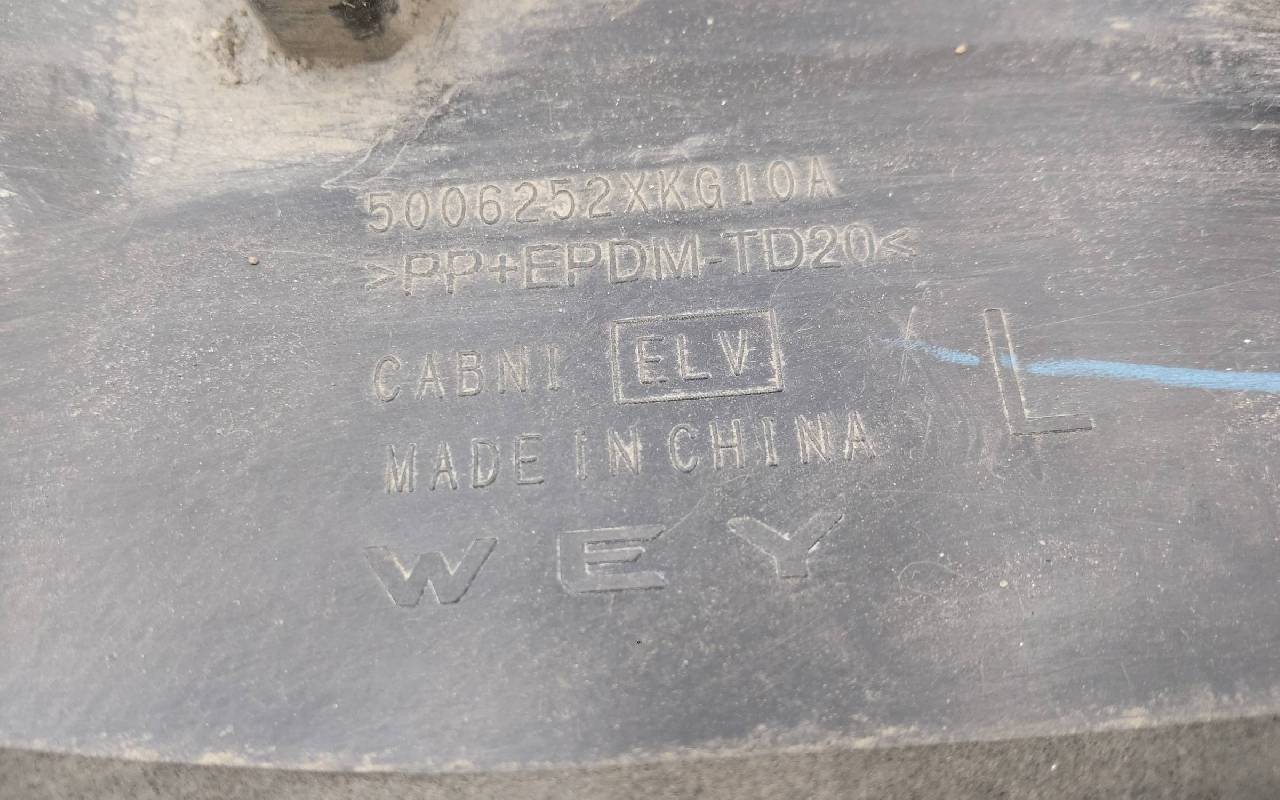 5006252XKG10A
>PP+EPDM-TD20<
CABNI ELV L
MADE IN CHINA
WEY